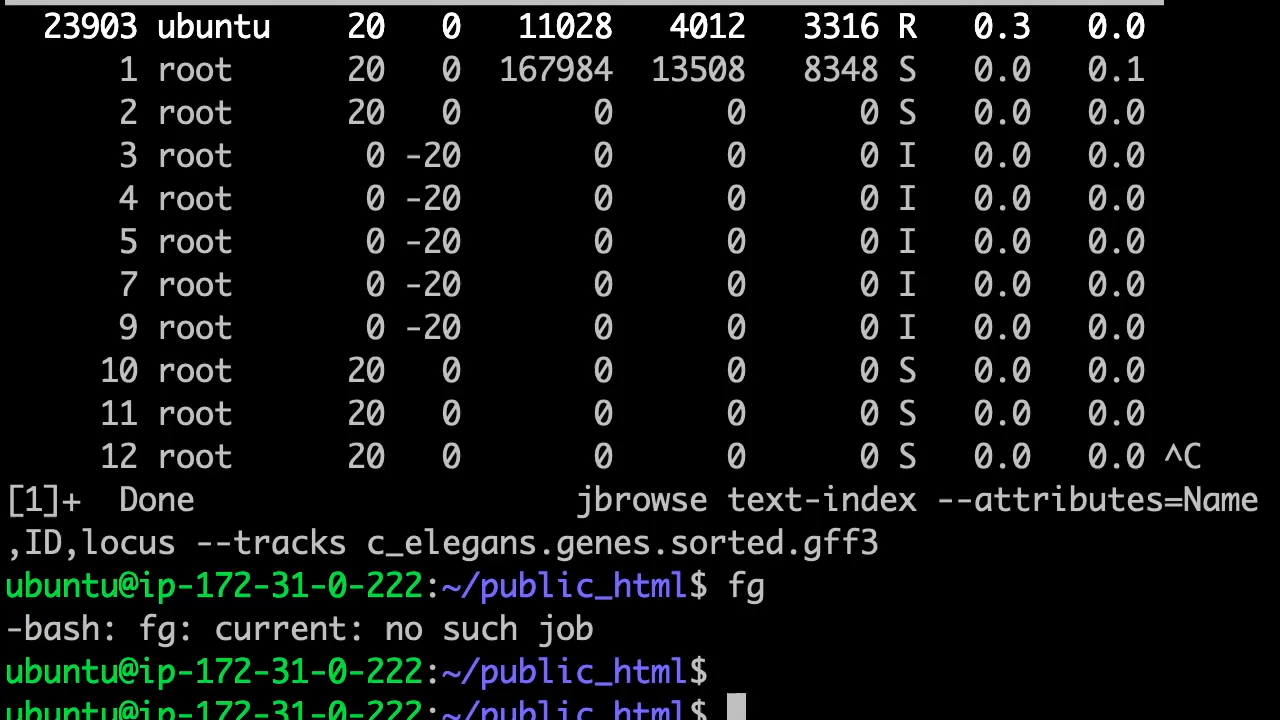 23903 ubuntu 20 0 11028 4012 3316 R 0.3 0.0
1 root 20 0 167984 13508 8348 S 0.0 0.1
2 root 20 0 0 0 0 S 0.0 0.0
3 root 0 -20 0 0 0 I 0.0 0.0
4 root 0 -20 0 0 0 I 0.0 0.0
5 root 0 -20 0 0 0 I 0.0 0.0
7 root 0 -20 0 0 0 I 0.0 0.0
9 root 0 -20 0 0 0 I 0.0 0.0
10 root 20 0 0 0 0 S 0.0 0.0
11 root 20 0 0 0 0 S 0.0 0.0
12 root 20 0 0 0 0 S 0.0 0.0 ^C
[1]+ Done jbrowse text-index --attributes=Name
,ID,locus --tracks c_elegans.genes.sorted.gff3
ubuntu@ip-172-31-0-222:~/public_html$ fg
-bash: fg: current: no such job
ubuntu@ip-172-31-0-222:~/public_html$
ubuntu@ip-172-31-0-222:~/public_html$